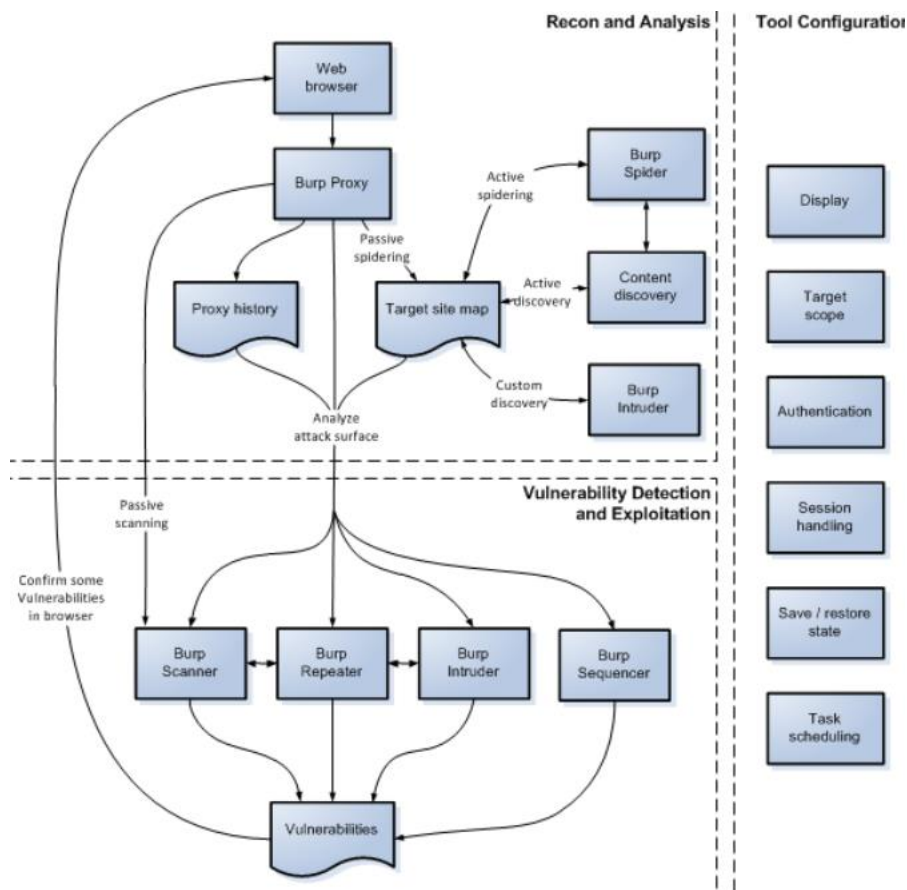 Recon and Analysis
Tool Configuration
Web
browser
Burp Proxy
Burp
Spider
Active
spidering
Passive
spidering
Display
Proxy history
Target site map
Active
discovery
Content
discovery
Target
scope
Custom
discovery
Burp
Intruder
Analyze
attack surface
Authentication
Vulnerability Detection
and Exploitation
Passive
scanning
Session
handling
Confirm some
Vulnerabilities
in browser
Save / restore
state
Burp
Scanner
Burp
Repeater
Burp
Intruder
Burp
Sequencer
Task
scheduling
Vulnerabilities